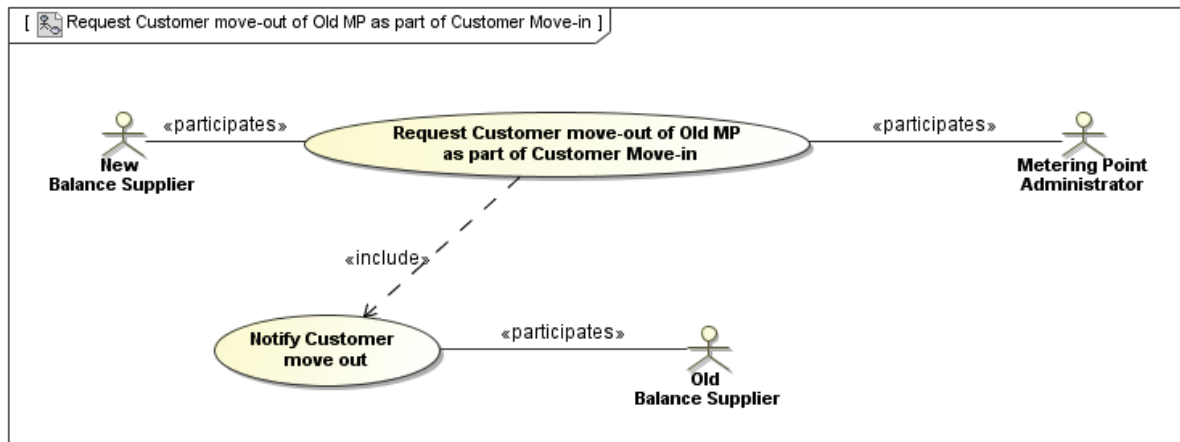 [ Request Customer move-out of Old MP as part of Customer Move-in ]
«participates»
Request Customer move-out of Old MP
as part of Customer Move-in
«participates»
New
Balance Supplier
Metering Point
Administrator
«include»
Notify Customer
move out
«participates»
Old
Balance Supplier